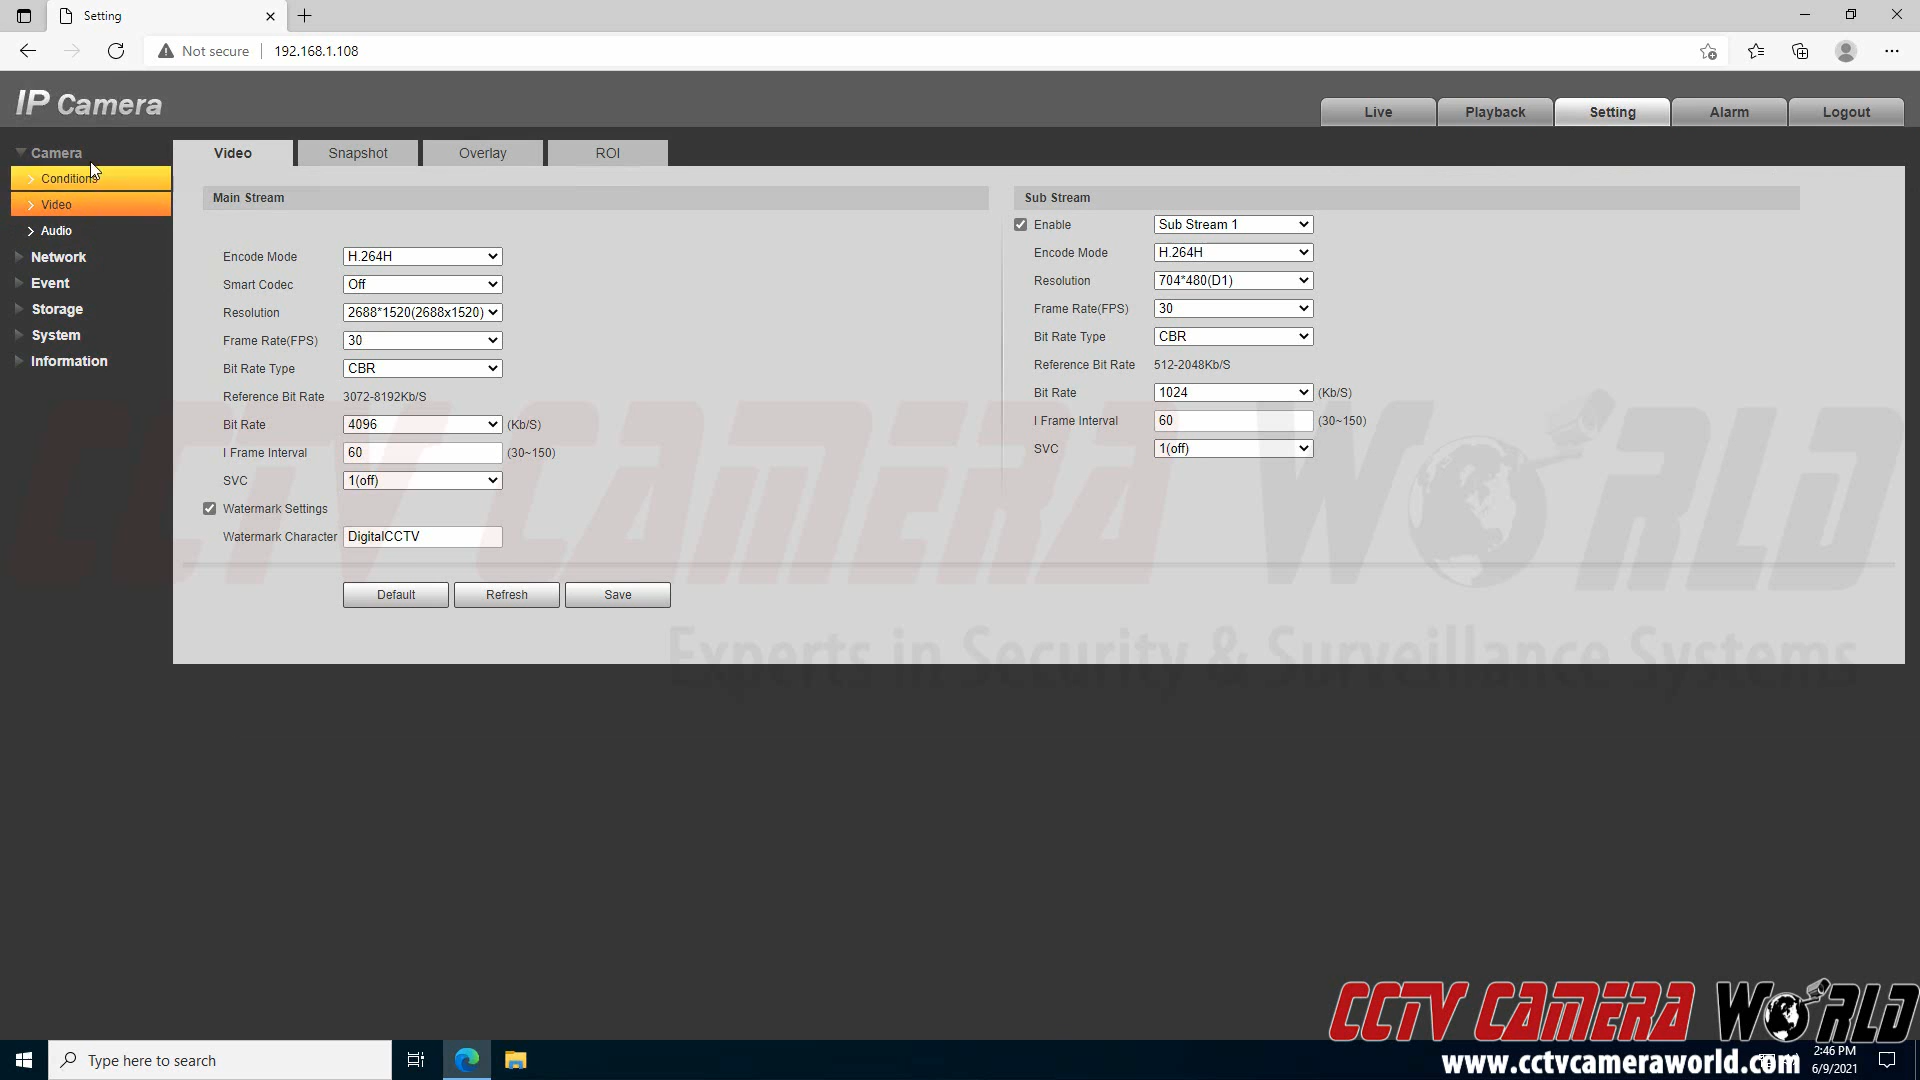 Setting
Not secure
192.168.1.108
IP Camera
Live
Playback
Setting
Alarm
Logout
Camera
Conditions
Video
Audio
Network
Event
Storage
System
Information
Video
Snapshot
Overlay
ROI
Main Stream
Encode Mode H.264H
Smart Codec Off
Resolution 2688*1520(2688x1520)
Frame Rate(FPS) 30
Bit Rate Type CBR
Reference Bit Rate 3072-8192Kb/S
Bit Rate 4096 (Kb/S)
I Frame Interval 60 (30~150)
SVC 1(off)
Watermark Settings
Watermark Character DigitalCCTV
Default
Refresh
Save
Sub Stream
Enable Sub Stream 1
Encode Mode H.264H
Resolution 704*480(D1)
Frame Rate(FPS) 30
Bit Rate Type CBR
Reference Bit Rate 512-2048Kb/S
Bit Rate 1024 (Kb/S)
I Frame Interval 60 (30~150)
SVC 1(off)
CCTV CAMERA WORLD
Experts in Security & Surveillance Systems
CCTV CAMERA WORLD
www.cctvcameraworld.com
Type here to search
2:46 PM
6/9/2021